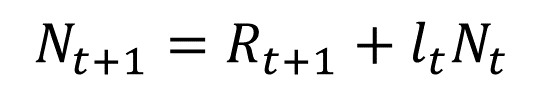 N_{t+1} = R_{t+1} + l_t N_t